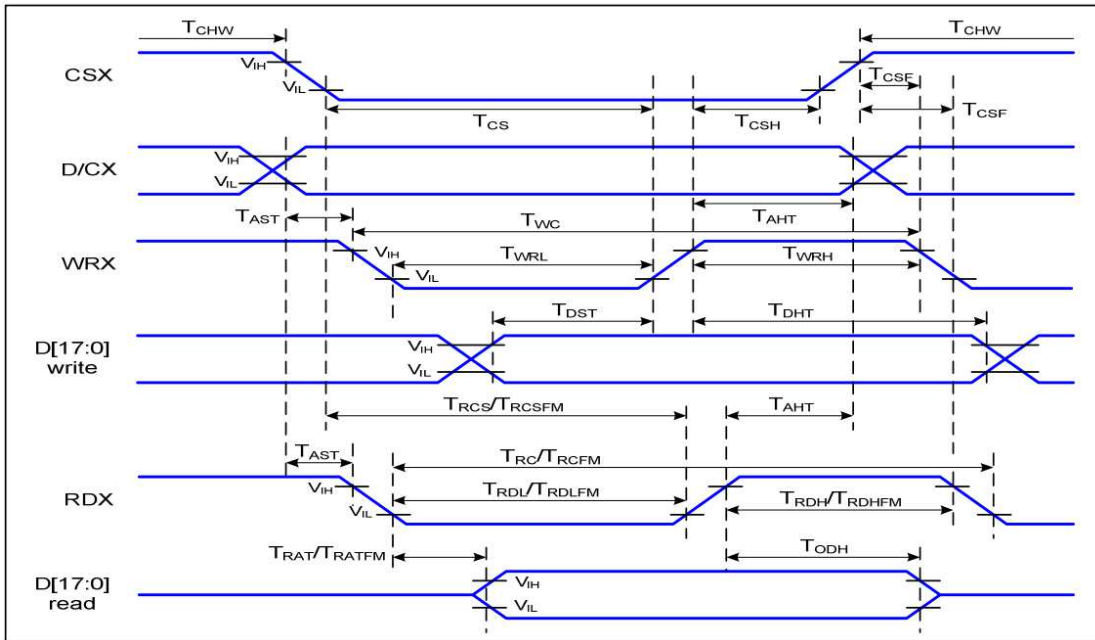 TCHW TCHW
CSX VIH TCSF
VIL TCSF
TCS TCSH
D/CX VIH
VIL
TAST TWC TAHT
WRX VIH TWRL TWRH
VIL
TDST TDHT
D[17:0] VIH
write VIL
TRCS/TRCSFM TAHT
TAST TRC/TRCFM
RDX VIH TRDL/TRDLFM TRDH/TRDHFM
VIL
TRAT/TRATFM TODH
D[17:0] VIH
read VIL